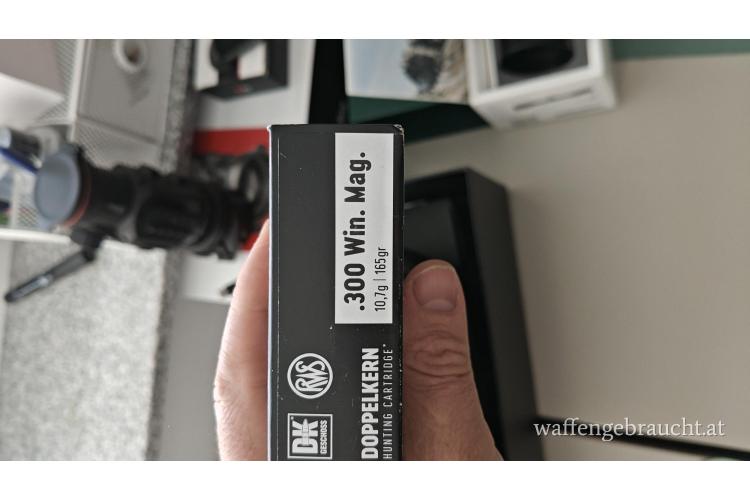 .300 Win. Mag.
10,7g | 165gr
RWS
DK
GESCHOSS
DOPPELKERN
HUNTING CARTRIDGE*
waffengebraucht.at